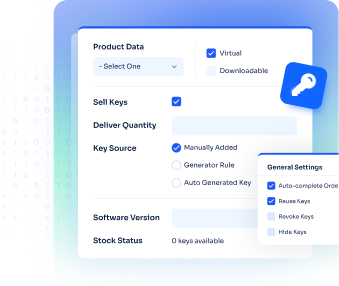 Product Data
Virtual
- Select One
Downloadable
Sell Keys
Deliver Quantity
Key Source
Manually Added
Generator Rule
Auto Generated Key
General Settings
Auto-complete Orde
Reuse Keys
Revoke Keys
Hide Keys
Software Version
Stock Status
0 keys available